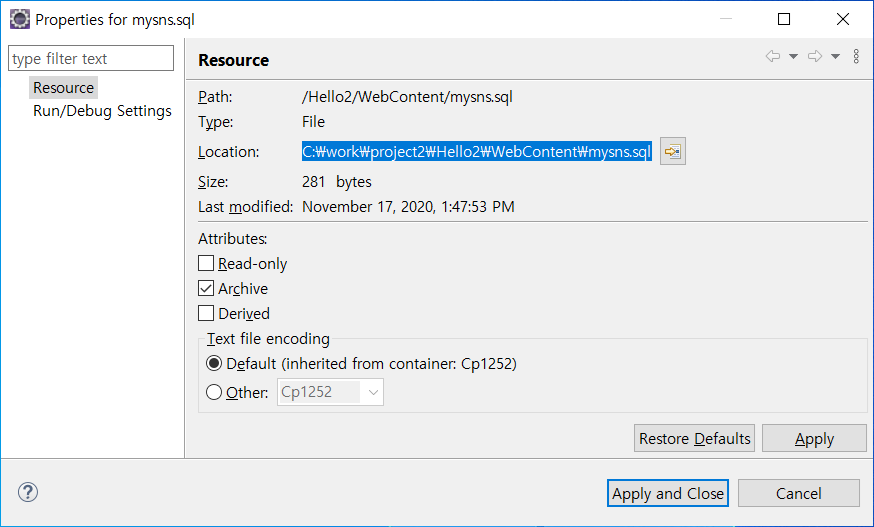 Properties for mysns.sql
type filter text
Resource
Run/Debug Settings
Resource
Path: /Hello2/WebContent/mysns.sql
Type: File
Location: C:₩work₩project2₩Hello2₩WebContent₩mysns.sql
Size: 281 bytes
Last modified: November 17, 2020, 1:47:53 PM
Attributes:
Read-only
Archive
Derived
Text file encoding
Default (inherited from container: Cp1252)
Other: Cp1252
Restore Defaults Apply
? Apply and Close Cancel